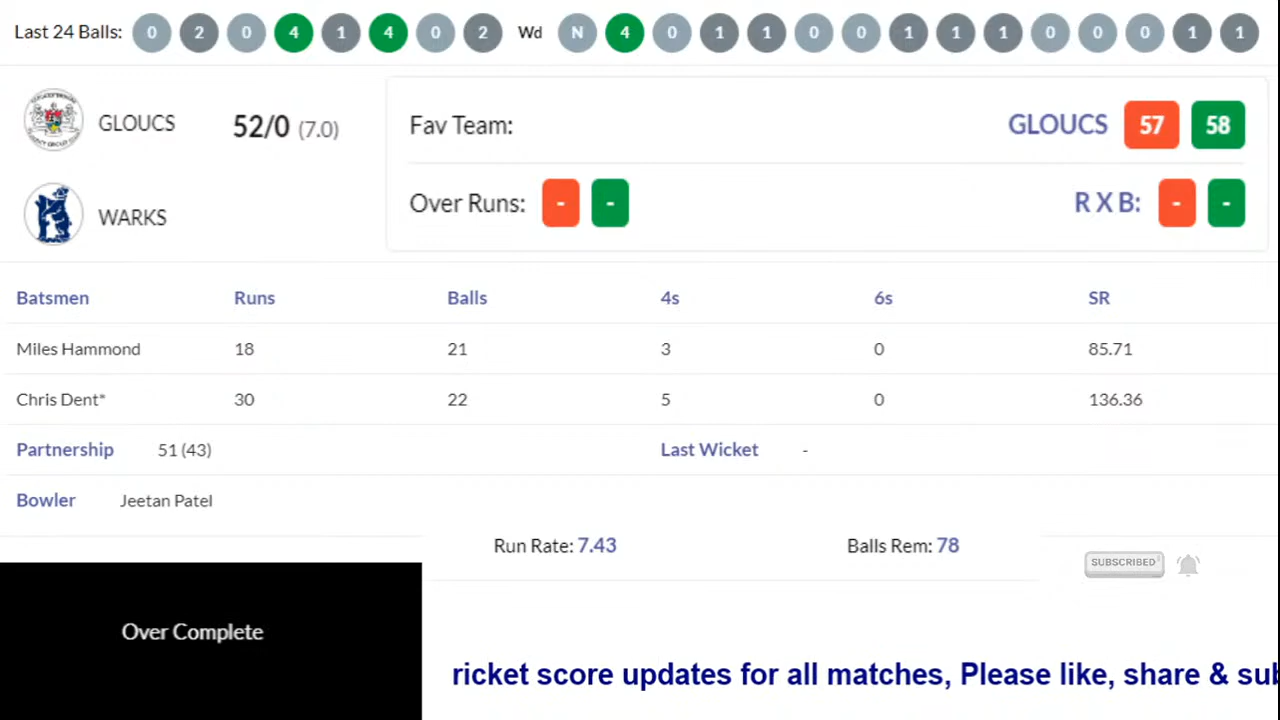 Last 24 Balls: 0 2 0 4 1 4 0 2 Wd N 4 0 1 1 0 0 1 1 1 0 0 0 1 1
GLOUCS 52/0 (7.0)
Fav Team: GLOUCS 57 58
WARKS
Over Runs: - - R X B: - -
Batsmen Runs Balls 4s 6s SR
Miles Hammond 18 21 3 0 85.71
Chris Dent* 30 22 5 0 136.36
Partnership 51 (43) Last Wicket -
Bowler Jeetan Patel
Run Rate: 7.43 Balls Rem: 78
SUBSCRIBED
Over Complete
ricket score updates for all matches, Please like, share & sub